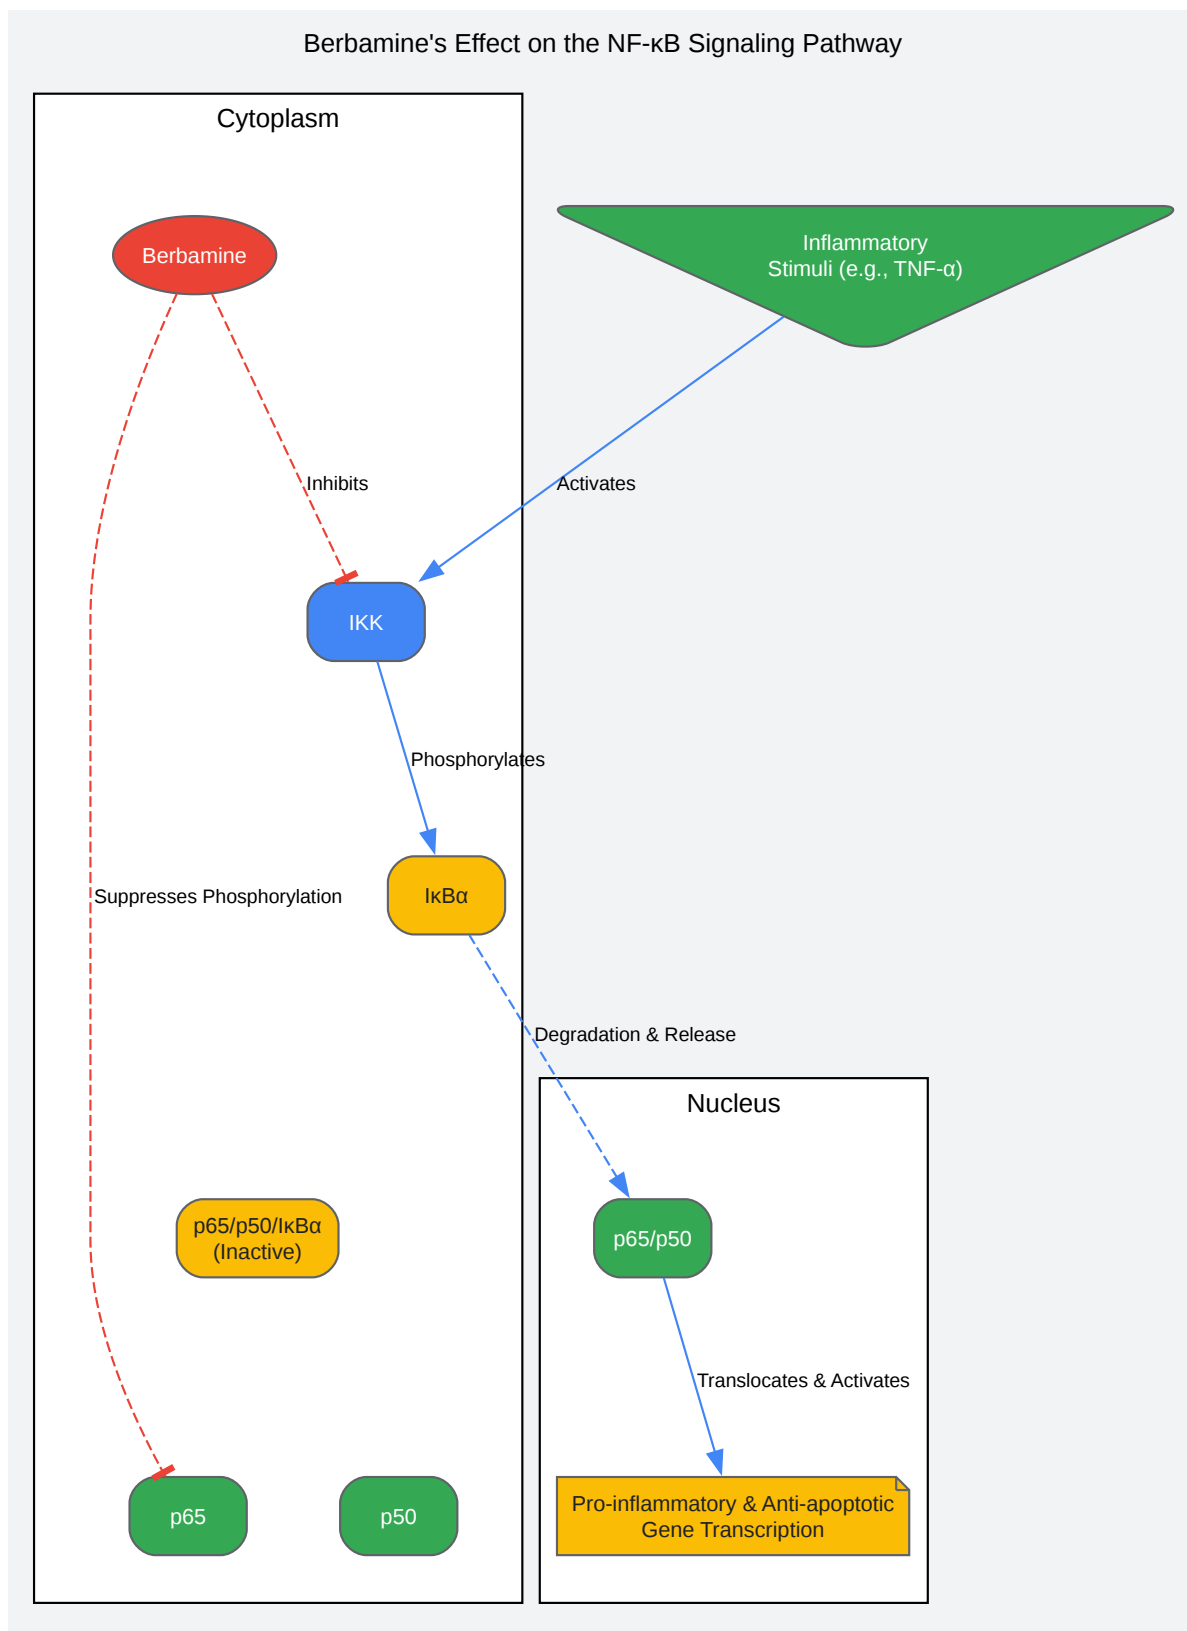 Berbamine's Effect on the NF-κB Signaling Pathway
Cytoplasm
Berbamine
Inflammatory
Stimuli (e.g., TNF-α)
Inhibits
Activates
IKK
Phosphorylates
IκBα
Suppresses Phosphorylation
Degradation & Release
Nucleus
p65/p50/IκBα
(Inactive)
p65/p50
Translocates & Activates
p65
p50
Pro-inflammatory & Anti-apoptotic
Gene Transcription